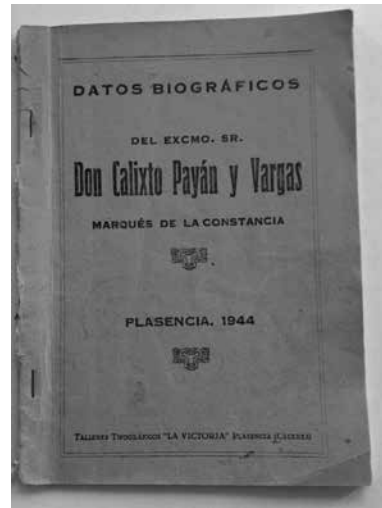 DATOS BIOGRÁFICOS
DEL EXCMO. SR.
Don Calixto Payán y Vargas
MARQUÉS DE LA CONSTANCIA
PLASENCIA, 1944
TALLERES TIPOGRÁFICOS "LA VICTORIA" PLASENCIA (CÁCERES)